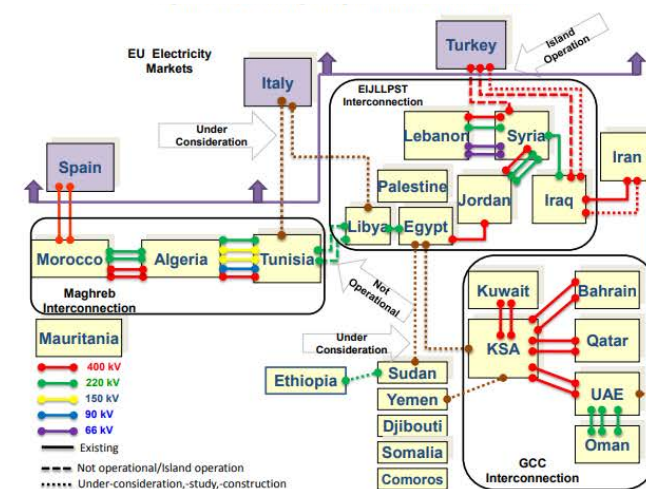 EU Electricity
Markets
Turkey
Island
Operation
Italy
EIJLLPST
Interconnection
Under
Consideration
Lebanon
Syria
Iran
Spain
Palestine
Jordan
Iraq
Libya
Egypt
Morocco
Algeria
Tunisia
Maghreb
Interconnection
Not
Operational
Kuwait
Bahrain
Mauritania
Under
Consideration
KSA
Qatar
400 kV
220 kV
150 kV
90 kV
66 kV
Ethiopia
Sudan
Yemen
UAE
Djibouti
Somalia
Oman
Comoros
GCC
Interconnection
Existing
Not operational/Island operation
Under-consideration,-study,-construction